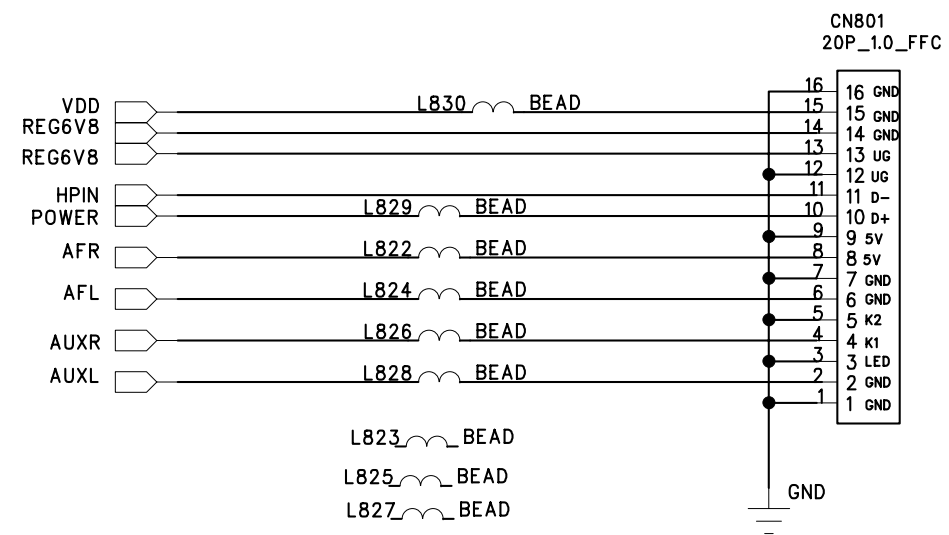 CN801
20P_1.0_FFC
16 16 GND
VDD L830 BEAD 15 15 GND
REG6V8 14 14 GND
REG6V8 13 13 UG
12 12 UG
HPIN 11 11 D-
POWER L829 BEAD 10 10 D+
9 9 5V
AFR L822 BEAD 8 8 5V
7 7 GND
AFL L824 BEAD 6 6 GND
5 5 K2
AUXR L826 BEAD 4 4 K1
3 3 LED
AUXL L828 BEAD 2 2 GND
1 1 GND
L823 BEAD
L825 BEAD
L827 BEAD
GND